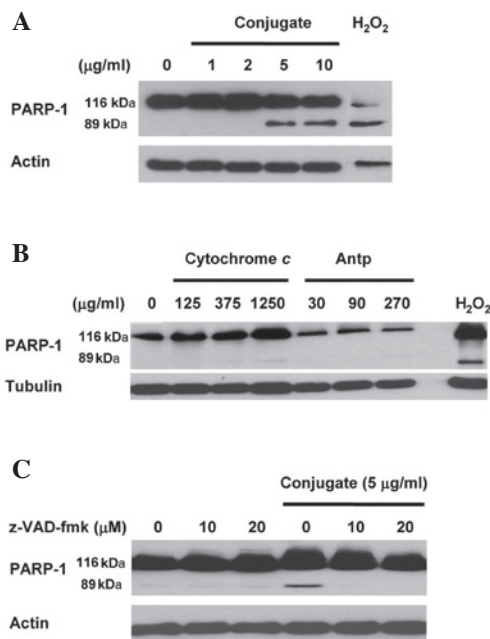 A
Conjugate H₂O₂
(μg/ml) 0 1 2 5 10
PARP-1 116 kDa
89 kDa
Actin
B
Cytochrome c Antp
(μg/ml) 0 125 375 1250 30 90 270 H₂O₂
PARP-1 116 kDa
89 kDa
Tubulin
C
Conjugate (5 μg/ml)
z-VAD-fmk (μM) 0 10 20 0 10 20
PARP-1 116 kDa
89 kDa
Actin